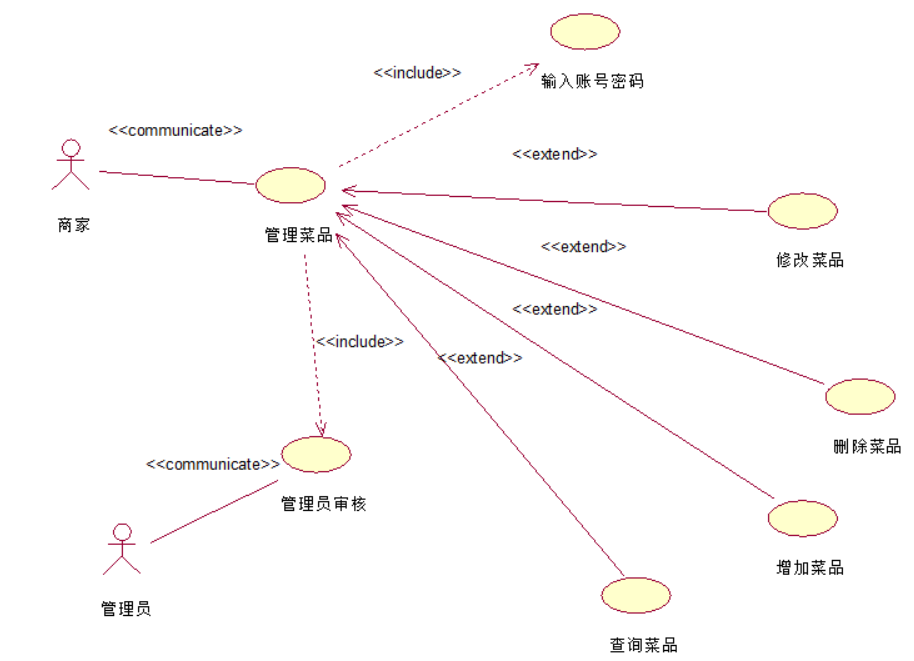 <<include>>
输入账号密码
<<communicate>>
<<extend>>
商家
管理菜品
<<extend>>
修改菜品
<<extend>>
<<include>>
<<extend>>
删除菜品
<<communicate>>
管理员审核
增加菜品
管理员
查询菜品